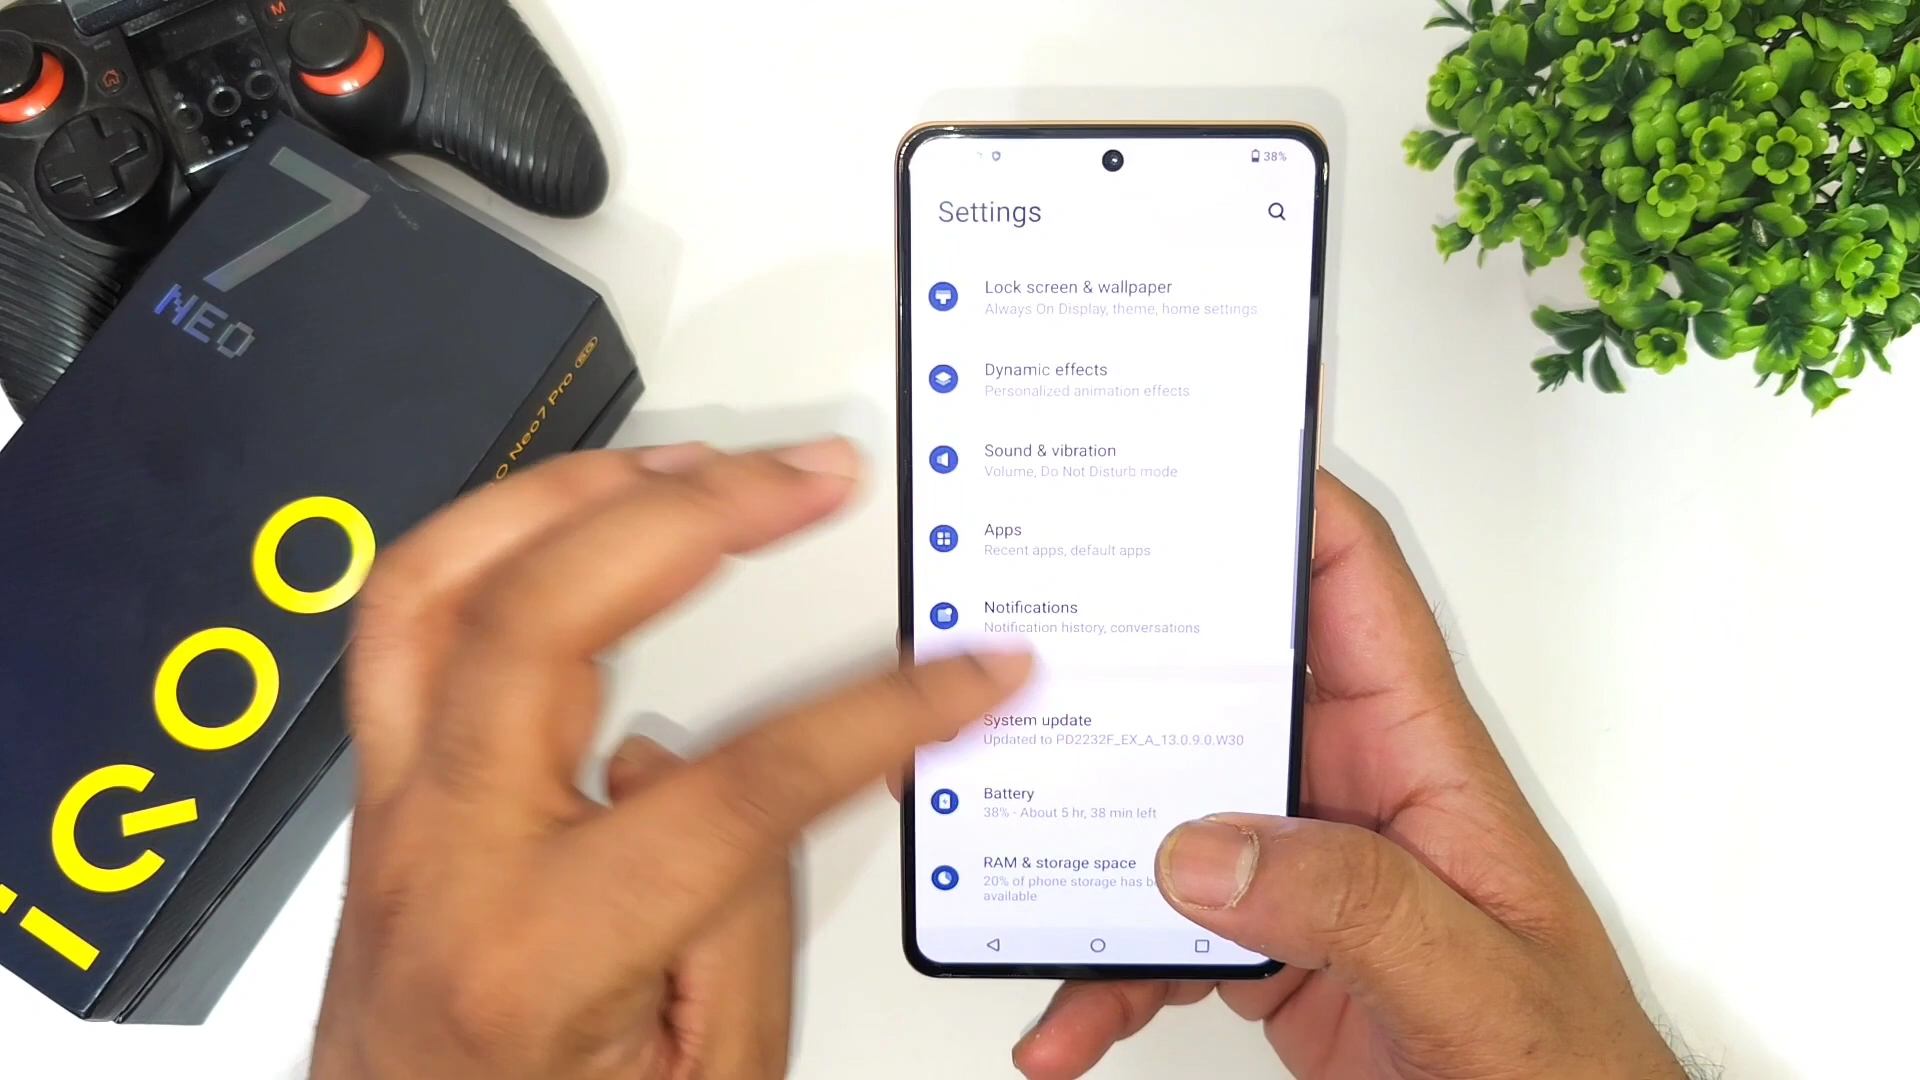 M
7
NEO
iQOO
O Neo7 Pro 5G
38%
Settings
Lock screen & wallpaper
Always On Display, theme, home settings
Dynamic effects
Personalized animation effects
Sound & vibration
Volume, Do Not Disturb mode
Apps
Recent apps, default apps
Notifications
Notification history, conversations
System update
Updated to PD2232F_EX_A_13.0.9.0.W30
Battery
38% - About 5 hr, 38 min left
RAM & storage space
20% of phone storage has
available